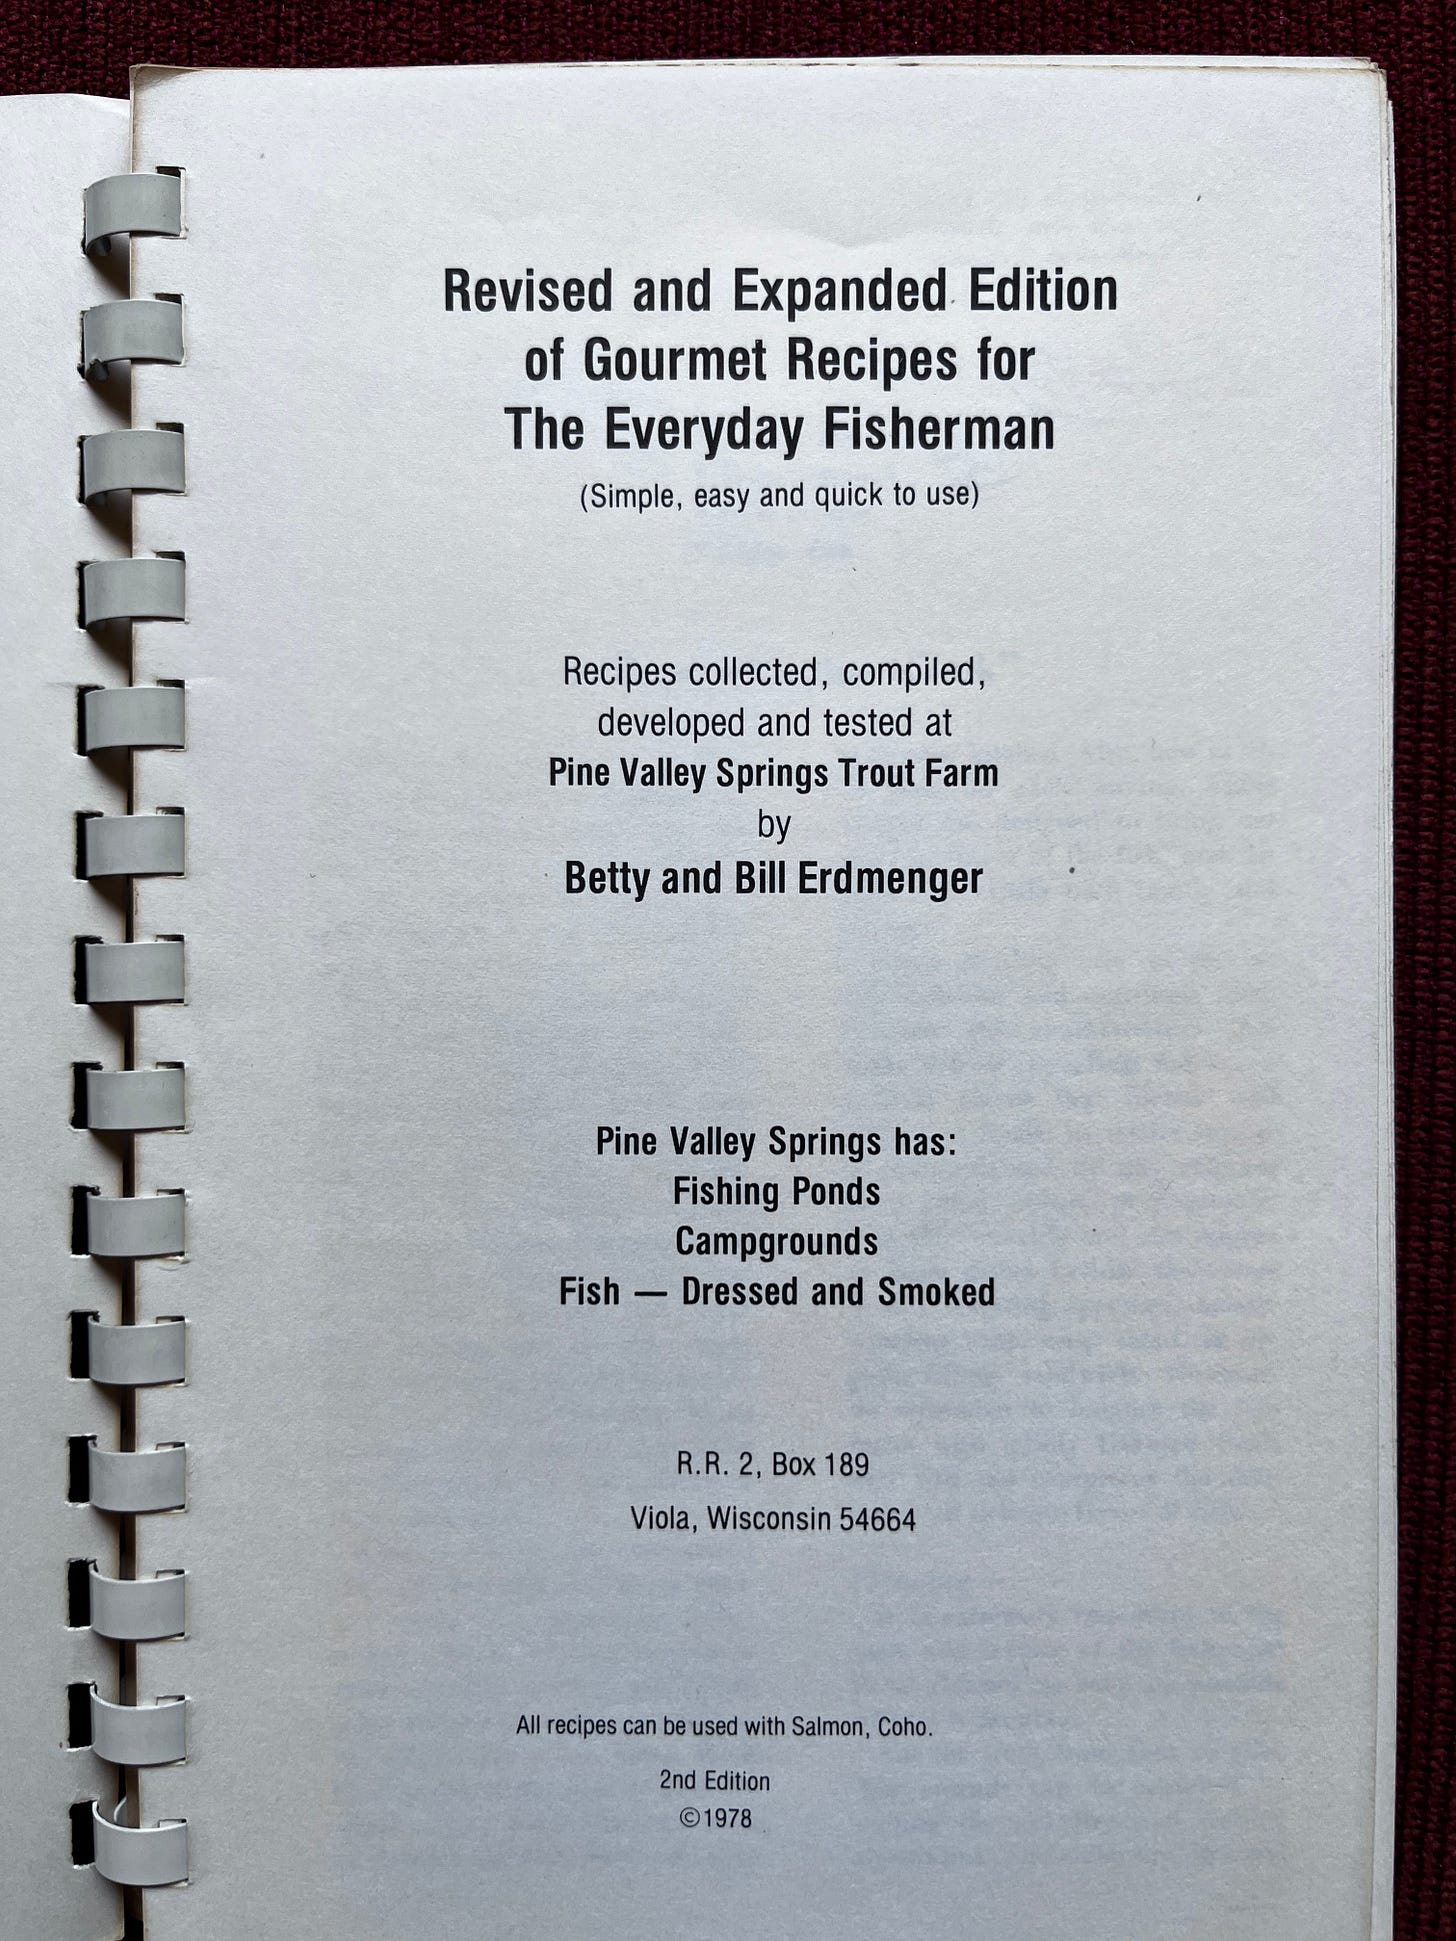 Revised and Expanded Edition
of Gourmet Recipes for
The Everyday Fisherman
(Simple, easy and quick to use)
Recipes collected, compiled,
developed and tested at
Pine Valley Springs Trout Farm
by
Betty and Bill Erdmenger
Pine Valley Springs has:
Fishing Ponds
Campgrounds
Fish — Dressed and Smoked
R.R. 2, Box 189
Viola, Wisconsin 54664
All recipes can be used with Salmon, Coho.
2nd Edition
©1978